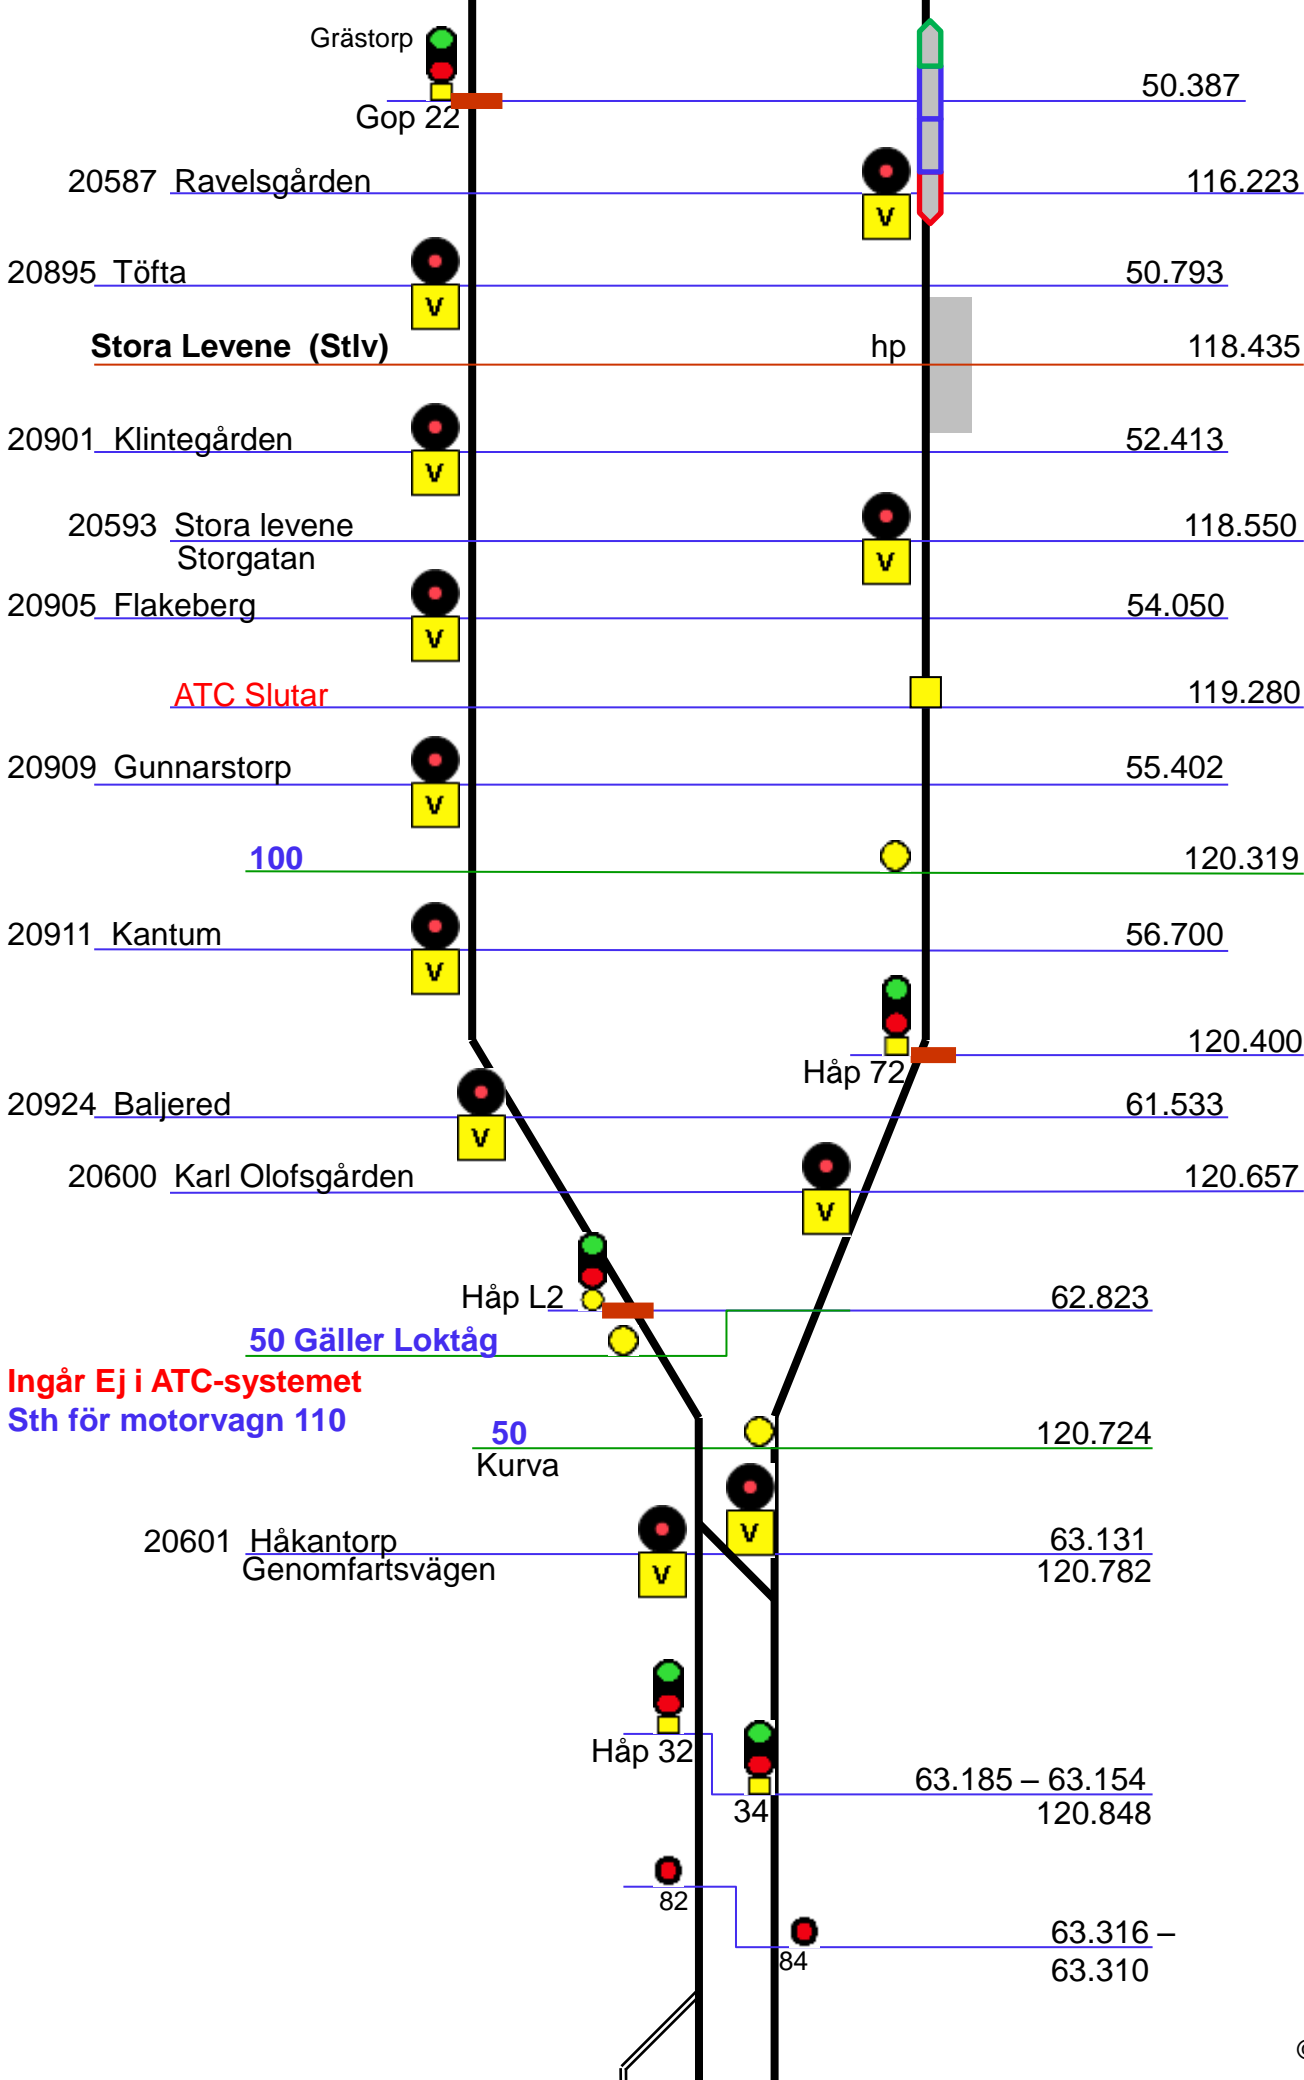 Grästorp
50.387
Gop 22
20587 Ravelsgården 116.223
V
20895 Töfta 50.793
V
Stora Levene (Stlv) hp 118.435
20901 Klintegården 52.413
V
20593 Stora levene 118.550
Storgatan
V
20905 Flakeberg 54.050
V
ATC Slutar 119.280
20909 Gunnarstorp 55.402
V
100 120.319
20911 Kantum 56.700
V
120.400
Håp 72
20924 Baljered 61.533
V
20600 Karl Olofsgården 120.657
V
Håp L2 62.823
50 Gäller Loktåg
Ingår Ej i ATC-systemet
Sth för motorvagn 110
50 120.724
Kurva
V
20601 Håkantorp 63.131
Genomfartsvägen 120.782
V
Håp 32
63.185 – 63.154
34 120.848
82
63.316 –
84 63.310
©